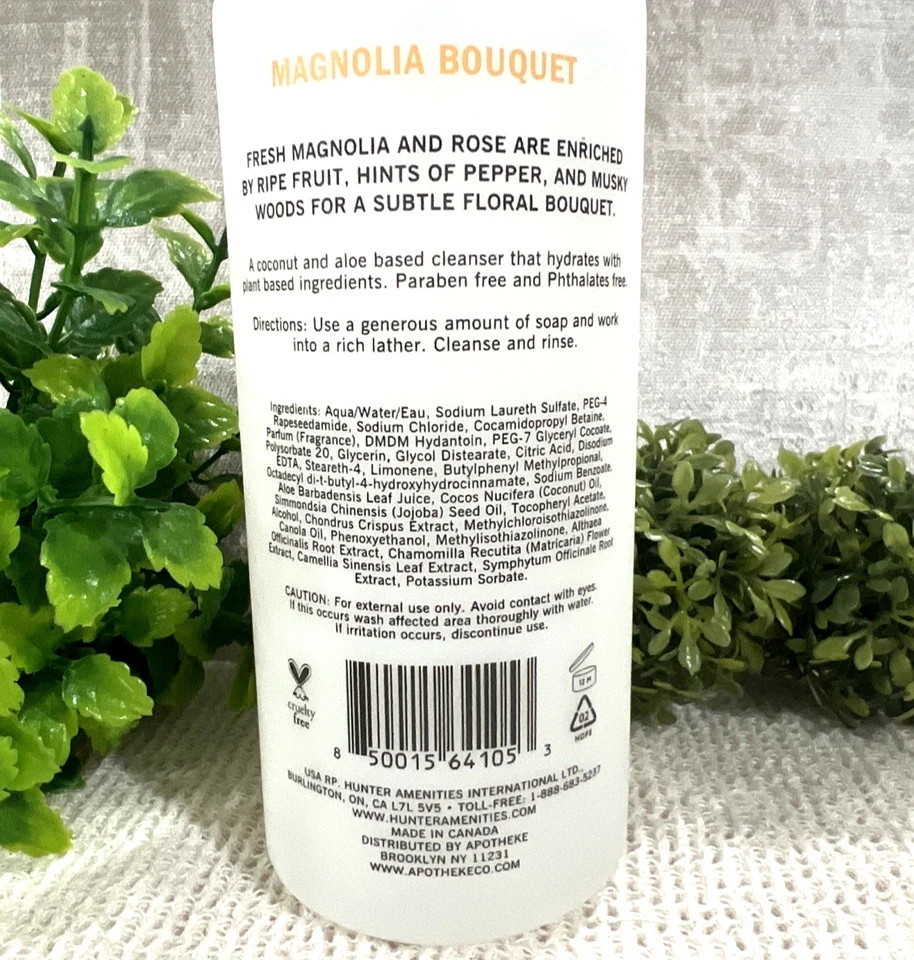 MAGNOLIA BOUQUET
FRESH MAGNOLIA AND ROSE ARE ENRICHED
BY RIPE FRUIT, HINTS OF PEPPER, AND MUSKY
WOODS FOR A SUBTLE FLORAL BOUQUET.
A coconut and aloe based cleanser that hydrates with
plant based ingredients. Paraben free and Phthalates free.
Directions: Use a generous amount of soap and work
into a rich lather. Cleanse and rinse.
Ingredients: Aqua/Water/Eau, Sodium Laureth Sulfate, PEG-4
Rapeseedamide, Sodium Chloride, Cocamidopropyl Betaine,
Parfum (Fragrance), DMDM Hydantoin, PEG-7 Glyceryl Cocoate,
Polysorbate 20, Glycerin, Glycol Distearate, Citric Acid, Disodium
EDTA, Steareth-4, Limonene, Butylphenyl Methylpropional,
Octadecyl di-t-butyl-4-hydroxyhydrocinnamate, Sodium Benzoate,
Aloe Barbadensis Leaf Juice, Cocos Nucifera (Coconut) Oil,
Simmondsia Chinensis (Jojoba) Seed Oil, Tocopheryl Acetate,
Alcohol, Chondrus Crispus Extract, Methylchloroisothiazolinone,
Canola Oil, Phenoxyethanol, Methylisothiazolinone, Althaea
Officinalis Root Extract, Chamomilla Recutita (Matricaria) Flower
Extract, Camellia Sinensis Leaf Extract, Symphytum Officinale Root
Extract, Potassium Sorbate.
CAUTION: For external use only. Avoid contact with eyes.
If this occurs wash affected area thoroughly with water.
If irritation occurs, discontinue use.
cruelty
free
12 M
02
HDPE
8 50015 64105 3
USA RP. HUNTER AMENITIES INTERNATIONAL LTD.,
BURLINGTON, ON, CA L7L 5V5 • TOLL-FREE: 1-888-683-5237
WWW.HUNTERAMENITIES.COM
MADE IN CANADA
DISTRIBUTED BY APOTHEKE
BROOKLYN NY 11231
WWW.APOTHEKECO.COM